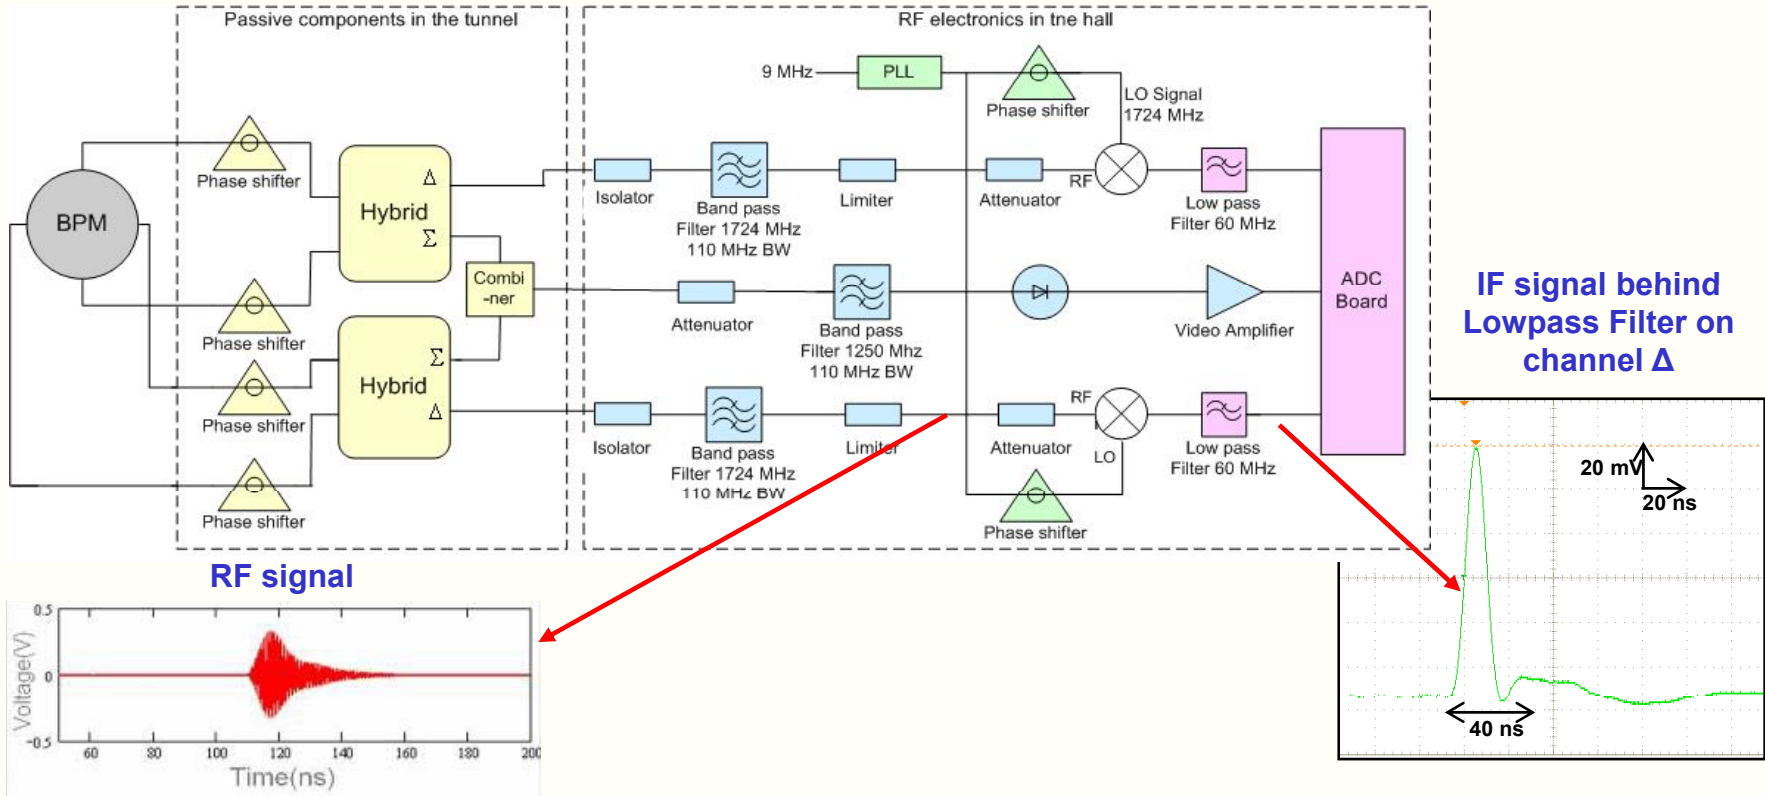 Passive components in the tunnel
RF electronics in tne hall
9 MHz
PLL
Phase shifter
LO Signal
1724 MHz
Phase shifter
BPM
Hybrid
Δ
Σ
Isolator
Band pass
Filter 1724 MHz
110 MHz BW
Limiter
Attenuator
RF
Low pass
Filter 60 MHz
ADC
Board
Phase shifter
Combi
-ner
Attenuator
Band pass
Filter 1250 Mhz
110 MHz BW
Video Amplifier
Phase shifter
Hybrid
Σ
Δ
Isolator
Band pass
Filter 1724 MHz
110 MHz BW
Limiter
Attenuator
RF
LO
Low pass
Filter 60 MHz
Phase shifter
Phase shifter
IF signal behind
Lowpass Filter on
channel Δ
20 mV
20 ns
40 ns
RF signal
Voltage(V)
0.5
0
-0.5
60 80 100 120 140 160 180 200
Time(ns)